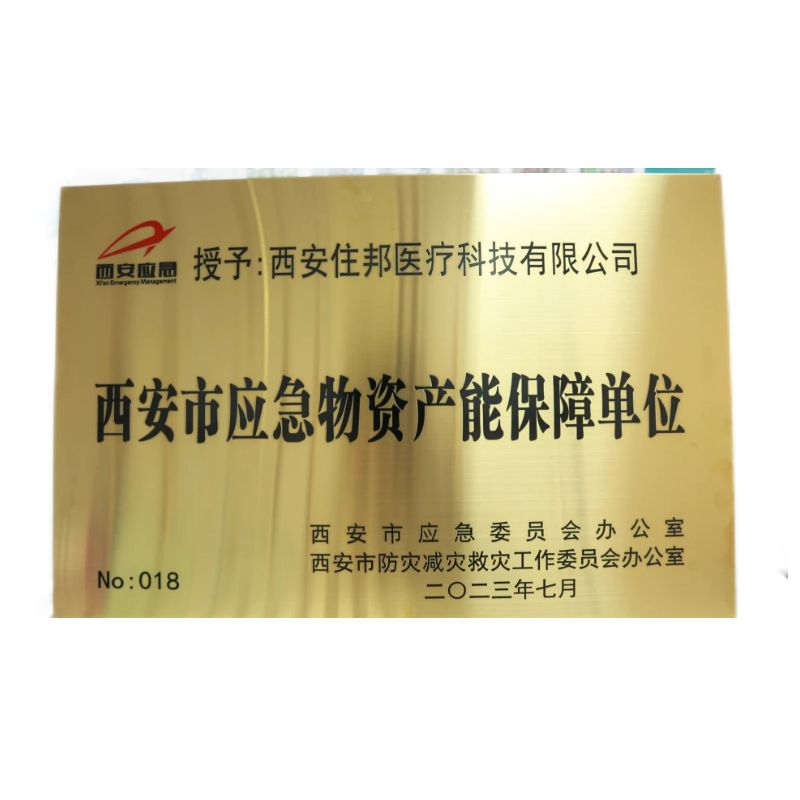 西安应急
Xi'an Emergency Management
授予:西安住邦医疗科技有限公司
西安市应急物资产能保障单位
西安市应急委员会办公室
西安市防灾减灾救灾工作委员会办公室
二〇二三年七月
No:018